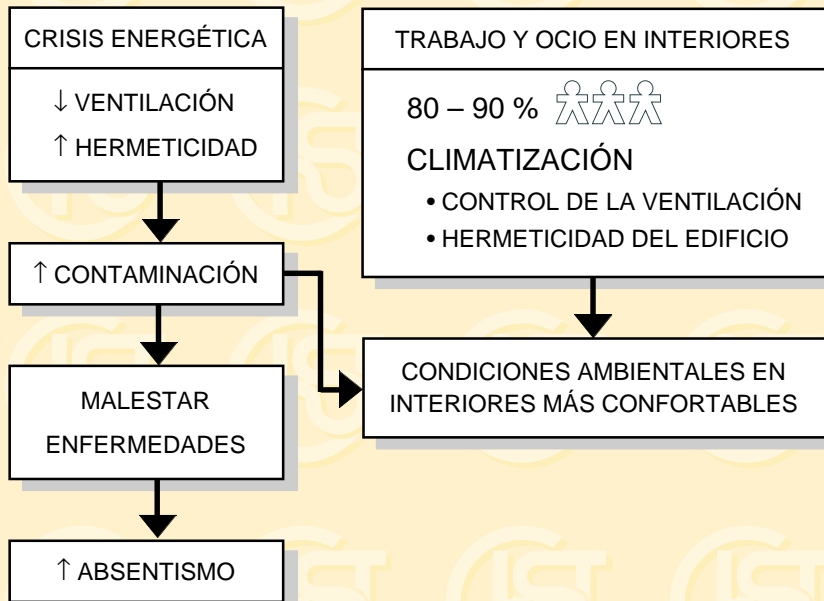 CRISIS ENERGÉTICA
↓ VENTILACIÓN
↑ HERMETICIDAD
↑ CONTAMINACIÓN
MALESTAR
ENFERMEDADES
↑ ABSENTISMO
TRABAJO Y OCIO EN INTERIORES
80 – 90 %
CLIMATIZACIÓN
• CONTROL DE LA VENTILACIÓN
• HERMETICIDAD DEL EDIFICIO
CONDICIONES AMBIENTALES EN
INTERIORES MÁS CONFORTABLES